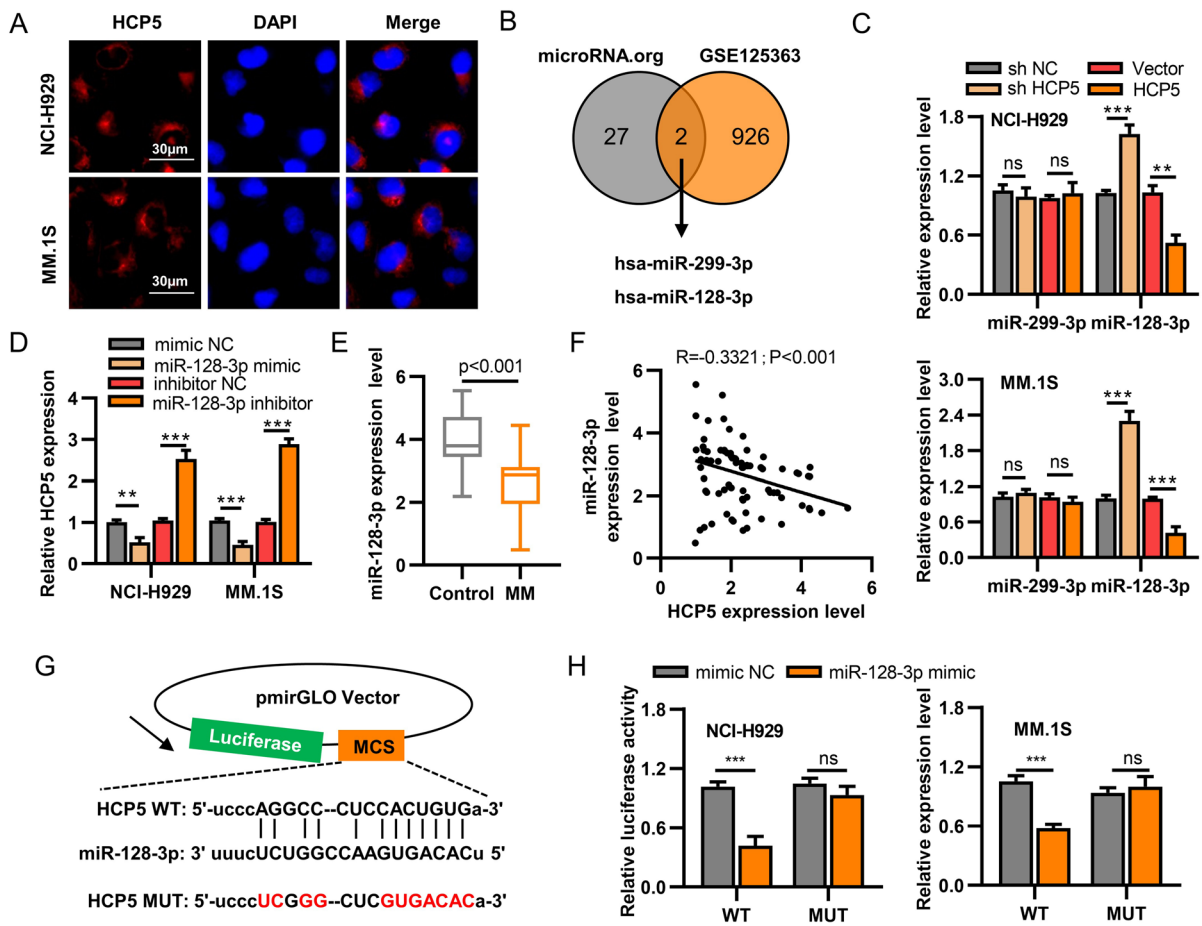 A
HCP5 DAPI Merge
NCI-H929
30μm
MM.1S
30μm
B
microRNA.org GSE125363
27 2 926
hsa-miR-299-3p
hsa-miR-128-3p
C
sh NC Vector
sh HCP5 HCP5
Relative expression level
NCI-H929
1.8
1.2
0.6
0.0
ns ns *** **
miR-299-3p miR-128-3p
Relative expression level
MM.1S
3.0
2.4
1.8
1.2
0.6
0.0
ns ns *** ***
miR-299-3p miR-128-3p
D
mimic NC
miR-128-3p mimic
inhibitor NC
miR-128-3p inhibitor
Relative HCP5 expression
4
3
2
1
0
** *** *** ***
NCI-H929 MM.1S
E
miR-128-3p expression level
p<0.001
6
4
2
0
Control MM
F
R=-0.3321 ; P<0.001
miR-128-3p
expression level
6
4
2
0
0 2 4 6
HCP5 expression level
G
pmirGLO Vector
Luciferase
MCS
HCP5 WT: 5'-ucccAGGCC--CUCCACUGUGa-3'
miR-128-3p: 3' uuucUCUGGCCAAGUGACACu 5'
HCP5 MUT: 5'-ucccUCGGG--CUCGUGACACa-3'
H
mimic NC miR-128-3p mimic
Relative luciferase activity
NCI-H929
1.8
1.2
0.6
0.0
*** ns
WT MUT
Relative expression level
MM.1S
1.8
1.2
0.6
0.0
*** ns
WT MUT